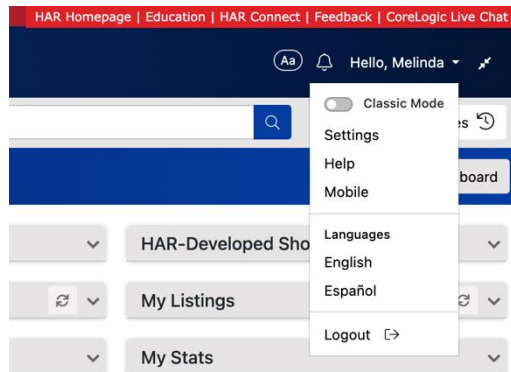 HAR Homepage | Education | HAR Connect | Feedback | CoreLogic Live Chat
Aa Hello, Melinda
Classic Mode
Settings
Help
Mobile
board
Languages
English
Español
Logout
HAR-Developed Sho
My Listings
My Stats